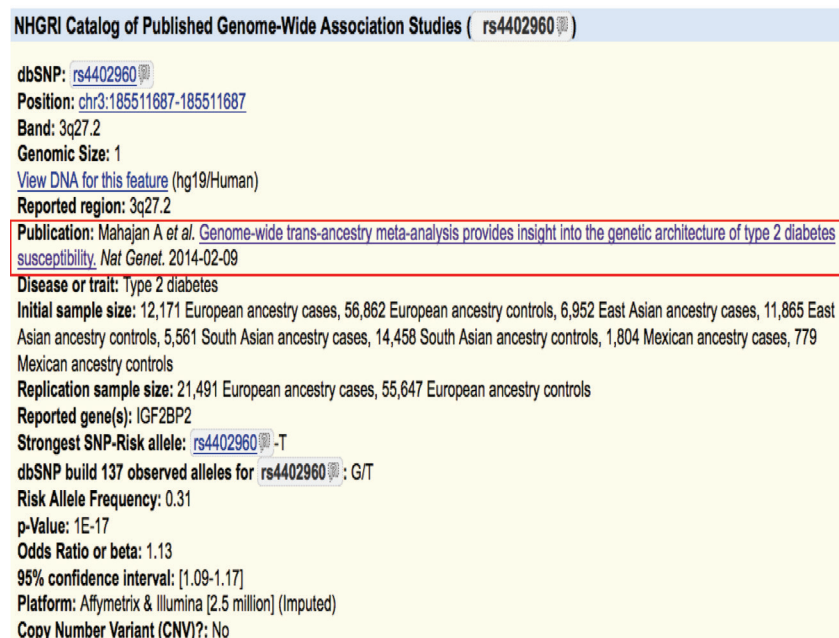 NHGRI Catalog of Published Genome-Wide Association Studies ( rs4402960 )
dbSNP: rs4402960
Position: chr3:185511687-185511687
Band: 3q27.2
Genomic Size: 1
View DNA for this feature (hg19/Human)
Reported region: 3q27.2
Publication: Mahajan A et al. Genome-wide trans-ancestry meta-analysis provides insight into the genetic architecture of type 2 diabetes
susceptibility. Nat Genet. 2014-02-09
Disease or trait: Type 2 diabetes
Initial sample size: 12,171 European ancestry cases, 56,862 European ancestry controls, 6,952 East Asian ancestry cases, 11,865 East
Asian ancestry controls, 5,561 South Asian ancestry cases, 14,458 South Asian ancestry controls, 1,804 Mexican ancestry cases, 779
Mexican ancestry controls
Replication sample size: 21,491 European ancestry cases, 55,647 European ancestry controls
Reported gene(s): IGF2BP2
Strongest SNP-Risk allele: rs4402960 -T
dbSNP build 137 observed alleles for rs4402960 : G/T
Risk Allele Frequency: 0.31
p-Value: 1E-17
Odds Ratio or beta: 1.13
95% confidence interval: [1.09-1.17]
Platform: Affymetrix & Illumina [2.5 million] (Imputed)
Copy Number Variant (CNV)?: No